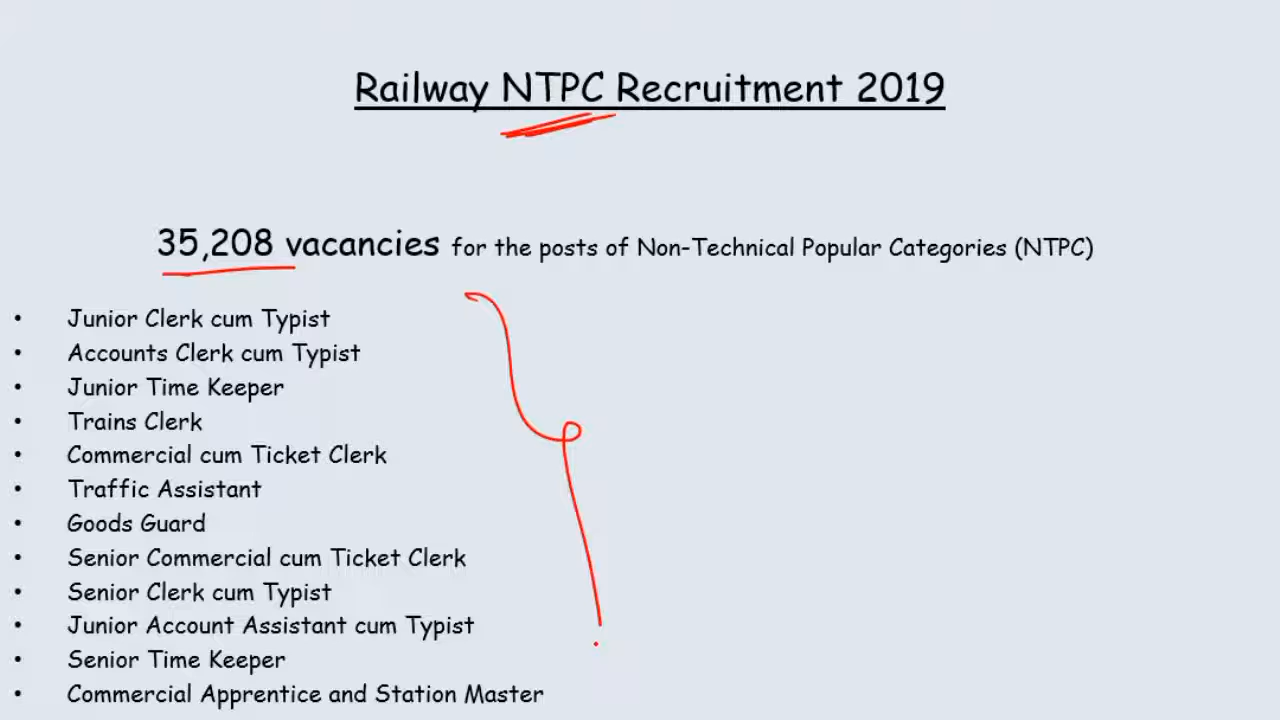 Railway NTPC Recruitment 2019
35,208 vacancies for the posts of Non-Technical Popular Categories (NTPC)
• Junior Clerk cum Typist
• Accounts Clerk cum Typist
• Junior Time Keeper
• Trains Clerk
• Commercial cum Ticket Clerk
• Traffic Assistant
• Goods Guard
• Senior Commercial cum Ticket Clerk
• Senior Clerk cum Typist
• Junior Account Assistant cum Typist
• Senior Time Keeper
• Commercial Apprentice and Station Master